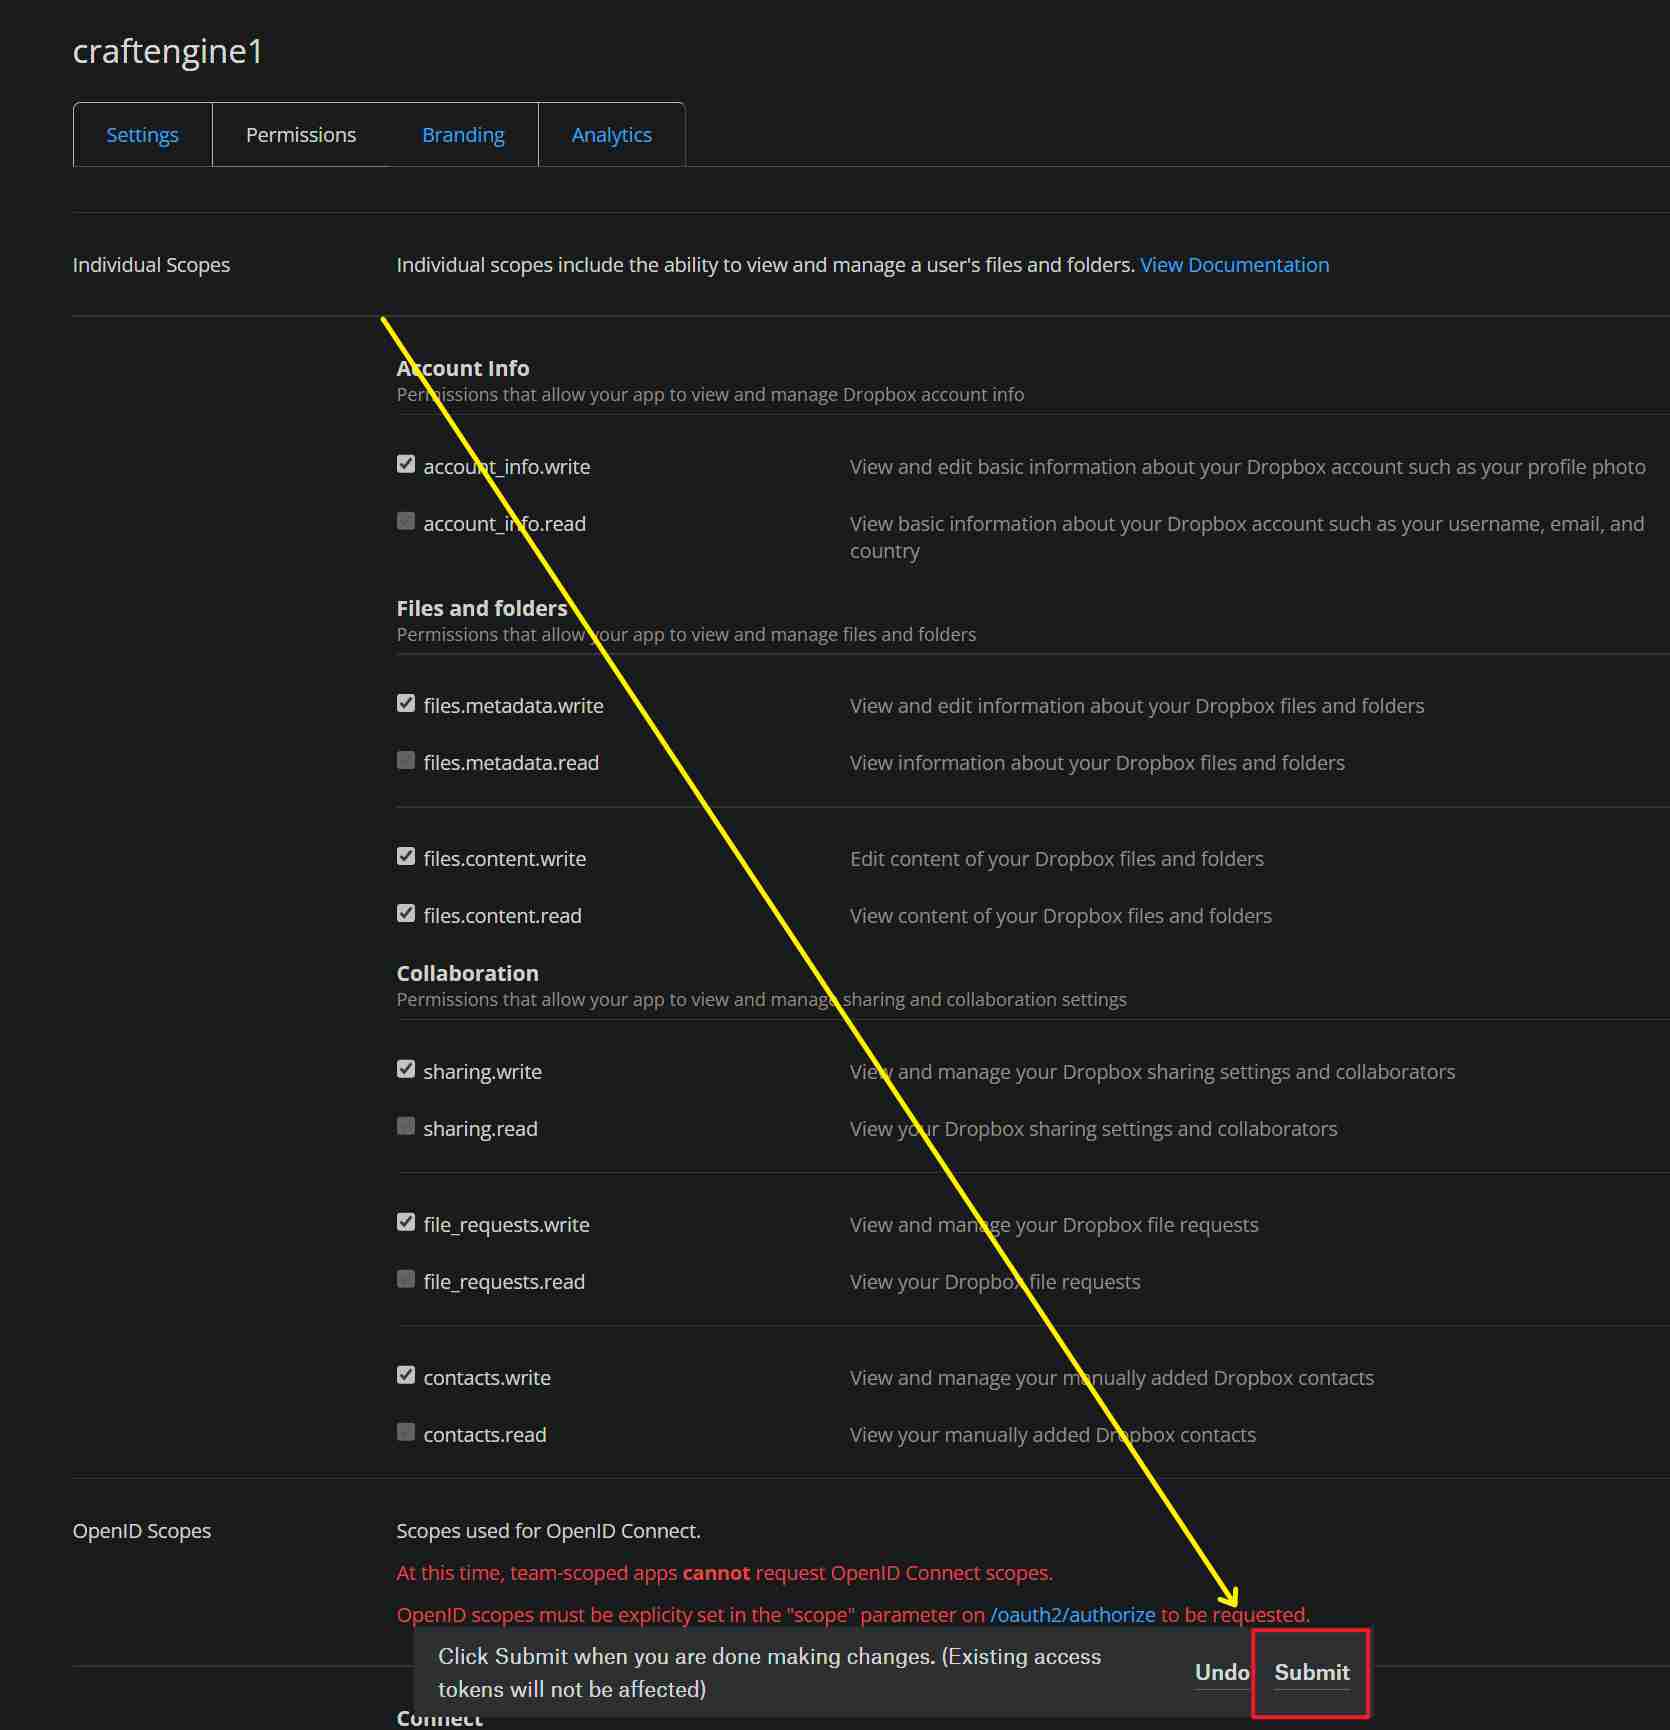 craftengine1
Settings
Permissions
Branding
Analytics
Individual Scopes
Individual scopes include the ability to view and manage a user's files and folders. View Documentation
Account Info
Permissions that allow your app to view and manage Dropbox account info
account_info.write
View and edit basic information about your Dropbox account such as your profile photo
account_info.read
View basic information about your Dropbox account such as your username, email, and
country
Files and folders
Permissions that allow your app to view and manage files and folders
files.metadata.write
View and edit information about your Dropbox files and folders
files.metadata.read
View information about your Dropbox files and folders
files.content.write
Edit content of your Dropbox files and folders
files.content.read
View content of your Dropbox files and folders
Collaboration
Permissions that allow your app to view and manage sharing and collaboration settings
sharing.write
View and manage your Dropbox sharing settings and collaborators
sharing.read
View your Dropbox sharing settings and collaborators
file_requests.write
View and manage your Dropbox file requests
file_requests.read
View your Dropbox file requests
contacts.write
View and manage your manually added Dropbox contacts
contacts.read
View your manually added Dropbox contacts
OpenID Scopes
Scopes used for OpenID Connect.
At this time, team-scoped apps cannot request OpenID Connect scopes.
OpenID scopes must be explicity set in the "scope" parameter on /oauth2/authorize to be requested.
Click Submit when you are done making changes. (Existing access
tokens will not be affected)
Undo
Submit
Connect